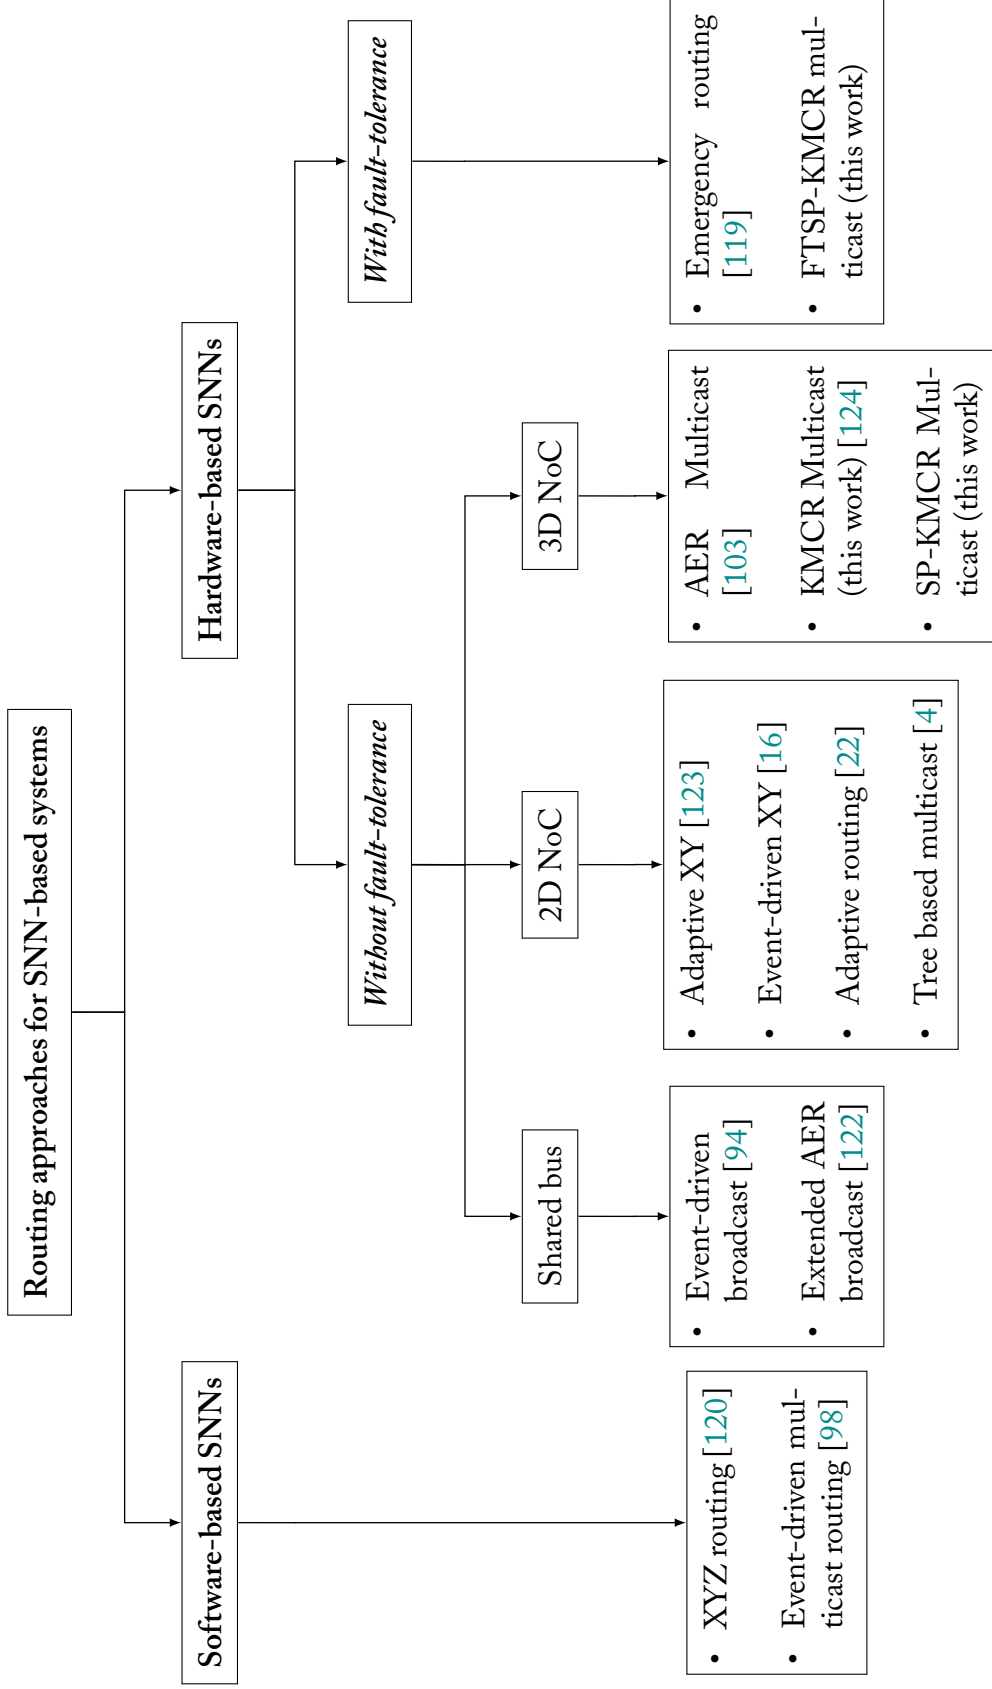 Routing approaches for SNN-based systems
Software-based SNNs
Hardware-based SNNs
Without fault-tolerance
With fault-tolerance
Shared bus
2D NoC
3D NoC
• XYZ routing [120]
• Event-driven mul-
ticast routing [98]
• Event-driven
broadcast [94]
• Extended AER
broadcast [122]
• Adaptive XY [123]
• Event-driven XY [16]
• Adaptive routing [22]
• Tree based multicast [4]
• AER Multicast
[103]
• KMCR Multicast
(this work) [124]
• SP-KMCR Mul-
ticast (this work)
• Emergency routing
[119]
• FTSP-KMCR mul-
ticast (this work)